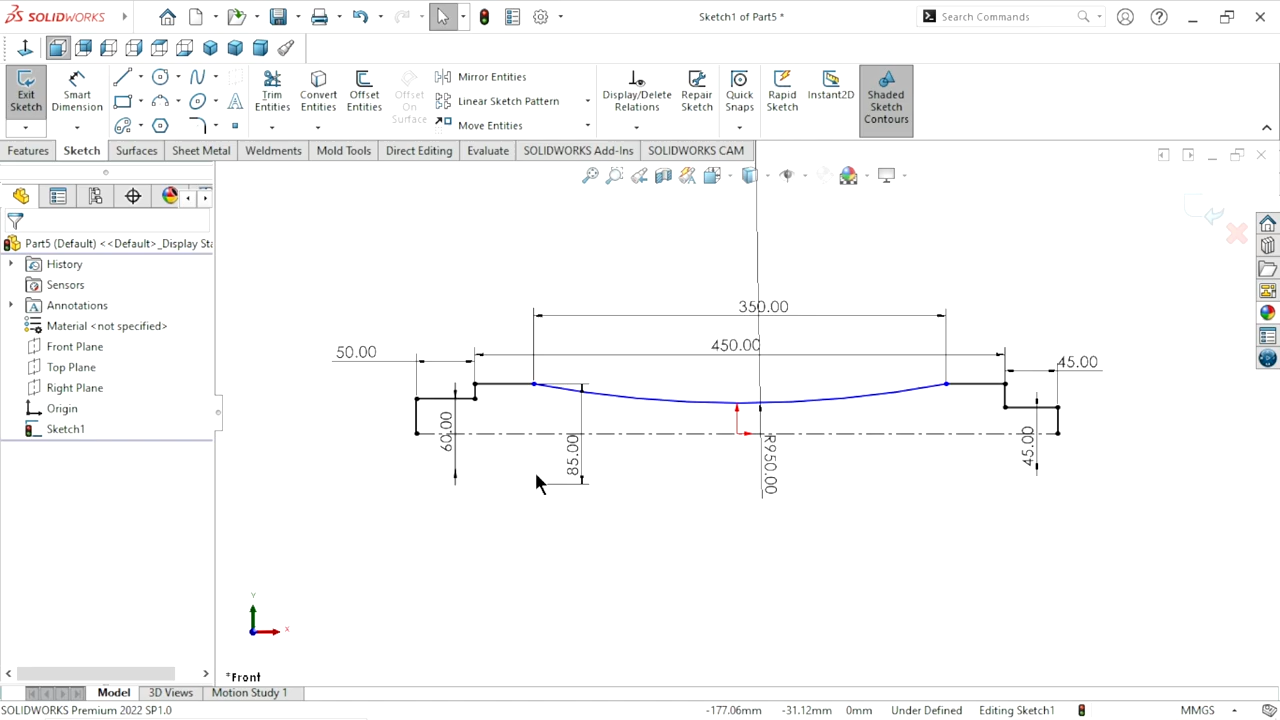 SOLIDWORKS
Sketch1 of Part5 *
Search Commands
Exit Sketch
Smart Dimension
Trim Entities
Convert Entities
Offset Entities
Offset On Surface
Mirror Entities
Linear Sketch Pattern
Move Entities
Display/Delete Relations
Repair Sketch
Quick Snaps
Rapid Sketch
Instant2D
Shaded Sketch Contours
Features
Sketch
Surfaces
Sheet Metal
Weldments
Mold Tools
Direct Editing
Evaluate
SOLIDWORKS Add-Ins
SOLIDWORKS CAM
Part5 (Default) <<Default>_Display Sta
History
Sensors
Annotations
Material <not specified>
Front Plane
Top Plane
Right Plane
Origin
Sketch1
350.00
450.00
50.00
45.00
60.00
85.00
R950.00
45.00
Y
X
*Front
Model
3D Views
Motion Study 1
SOLIDWORKS Premium 2022 SP1.0
-177.06mm
-31.12mm
0mm
Under Defined
Editing Sketch1
MMGS